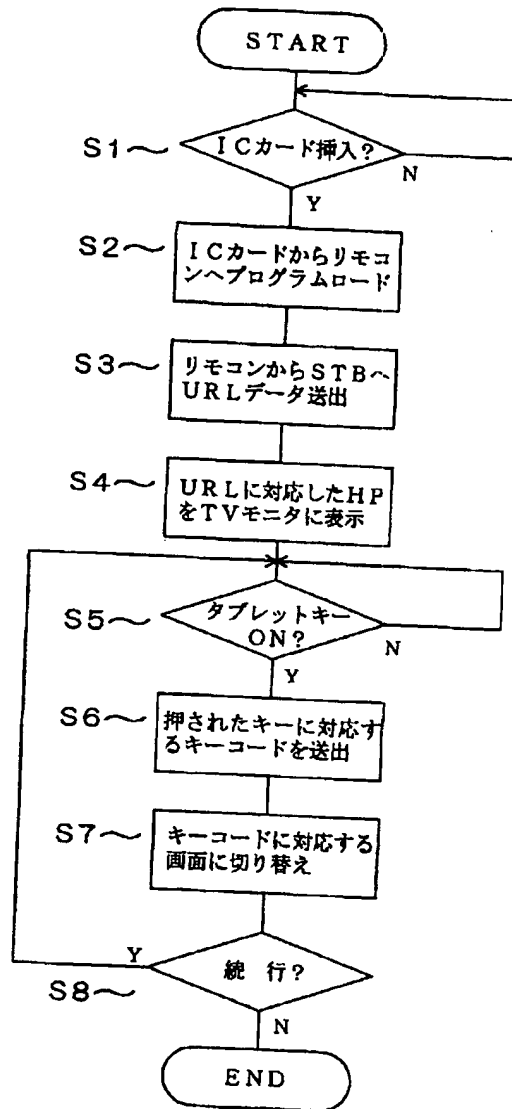 START
S1～
ICカード挿入？
N
Y
S2～
ICカードからリモコ
ンへプログラムロード
S3～
リモコンからSTBへ
URLデータ送出
S4～
URLに対応したHP
をTVモニタに表示
S5～
タブレットキー
ON？
N
Y
S6～
押されたキーに対応す
るキーコードを送出
S7～
キーコードに対応する
画面に切り替え
Y
続 行？
S8～
N
END